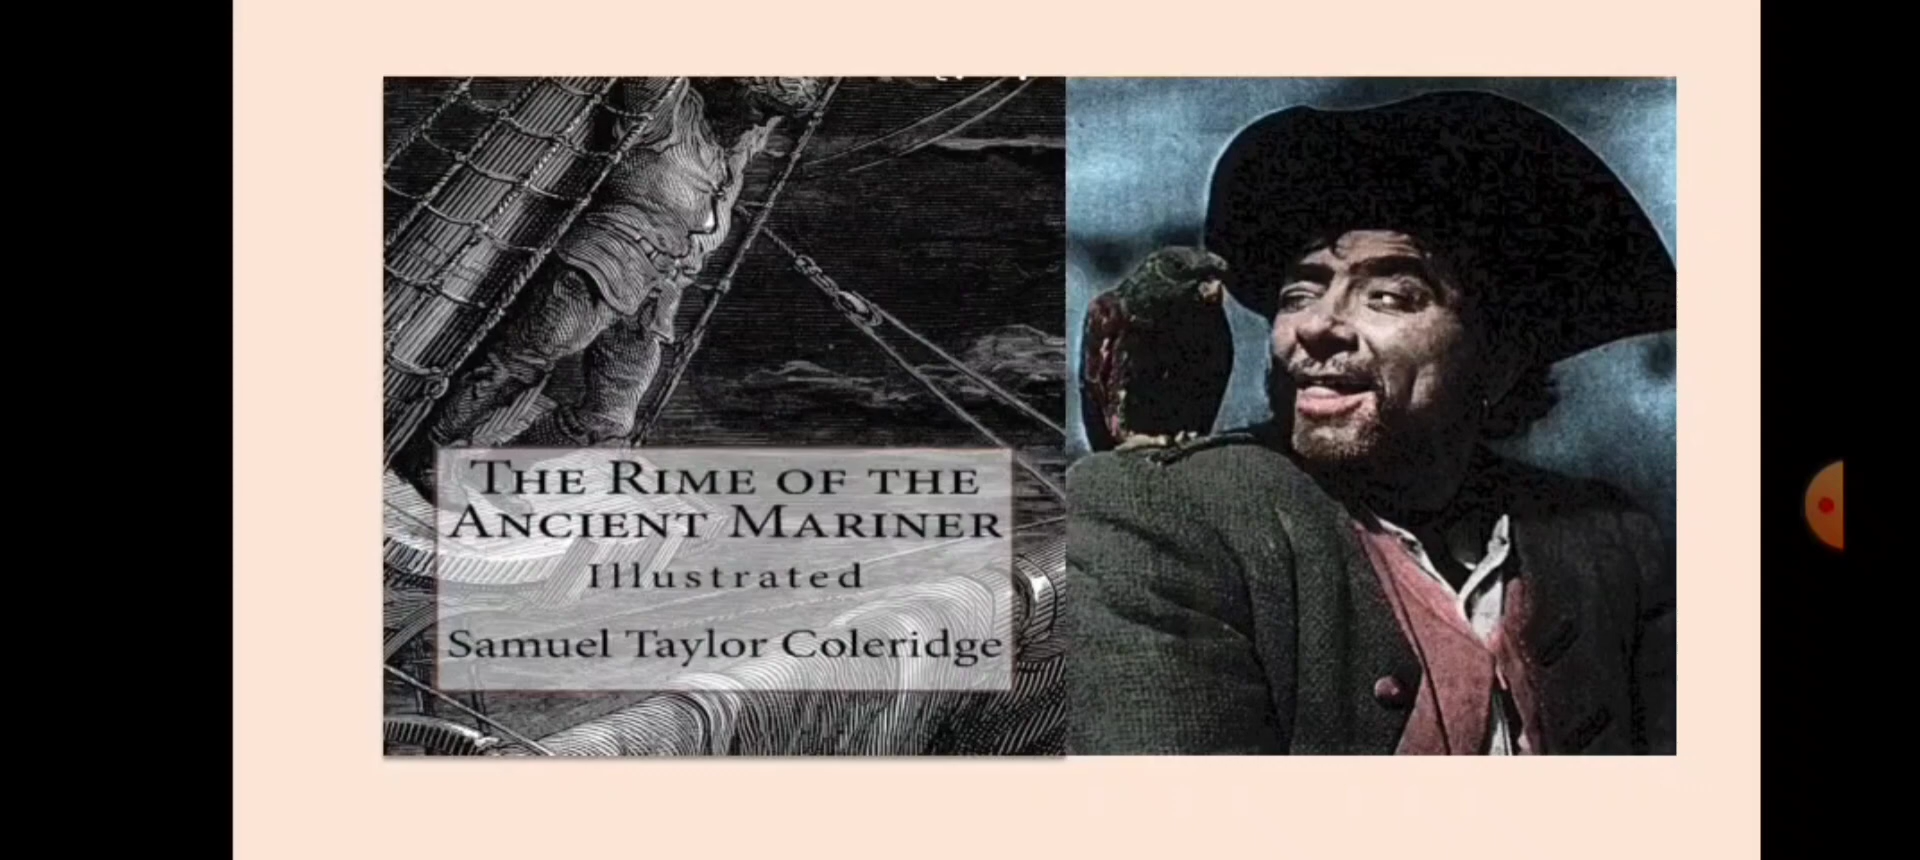 THE RIME OF THE
ANCIENT MARINER
Illustrated
Samuel Taylor Coleridge